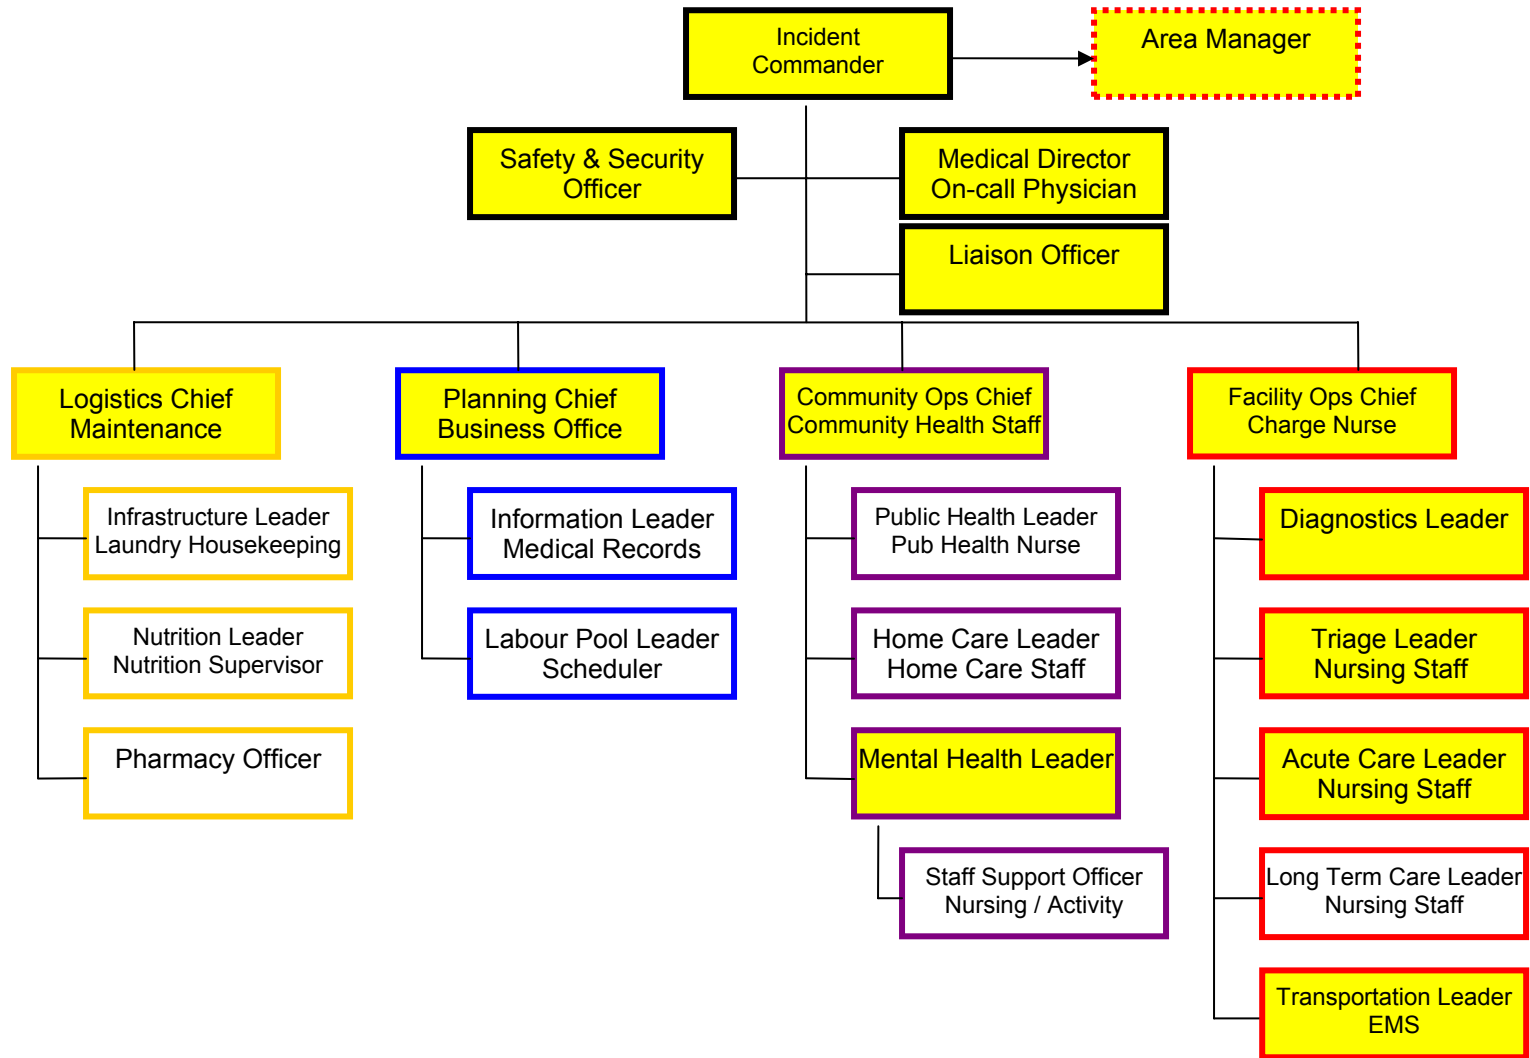 Incident
Commander
Area Manager
Safety & Security
Officer
Medical Director
On-call Physician
Liaison Officer
Logistics Chief
Maintenance
Planning Chief
Business Office
Community Ops Chief
Community Health Staff
Facility Ops Chief
Charge Nurse
Infrastructure Leader
Laundry Housekeeping
Nutrition Leader
Nutrition Supervisor
Pharmacy Officer
Information Leader
Medical Records
Labour Pool Leader
Scheduler
Public Health Leader
Pub Health Nurse
Home Care Leader
Home Care Staff
Mental Health Leader
Staff Support Officer
Nursing / Activity
Diagnostics Leader
Triage Leader
Nursing Staff
Acute Care Leader
Nursing Staff
Long Term Care Leader
Nursing Staff
Transportation Leader
EMS